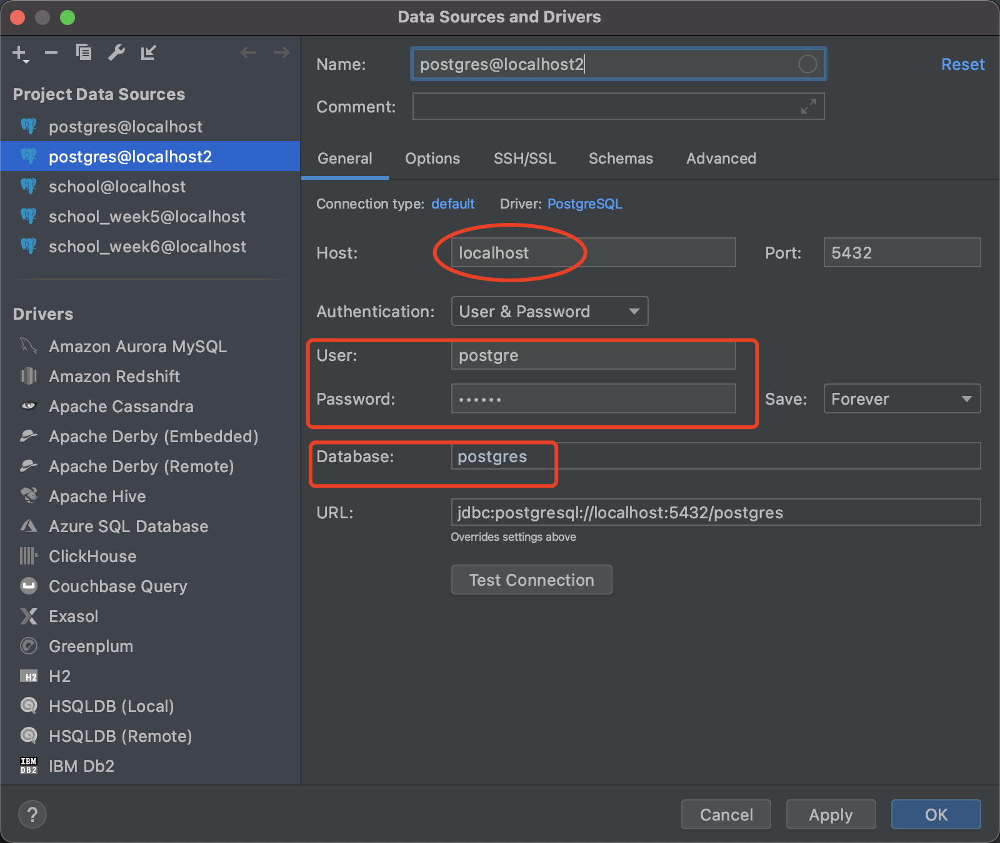 Data Sources and Drivers
Project Data Sources
postgres@localhost
postgres@localhost2
school@localhost
school_week5@localhost
school_week6@localhost
Drivers
Amazon Aurora MySQL
Amazon Redshift
Apache Cassandra
Apache Derby (Embedded)
Apache Derby (Remote)
Apache Hive
Azure SQL Database
ClickHouse
Couchbase Query
Exasol
Greenplum
H2 H2
HSQLDB (Local)
HSQLDB (Remote)
IBM DB2 IBM Db2
Name: postgres@localhost2 Reset
Comment:
General Options SSH/SSL Schemas Advanced
Connection type: default Driver: PostgreSQL
Host: localhost Port: 5432
Authentication: User & Password
User: postgre
Password: •••••• Save: Forever
Database: postgres
URL: jdbc:postgresql://localhost:5432/postgres
Overrides settings above
Test Connection
? Cancel Apply OK